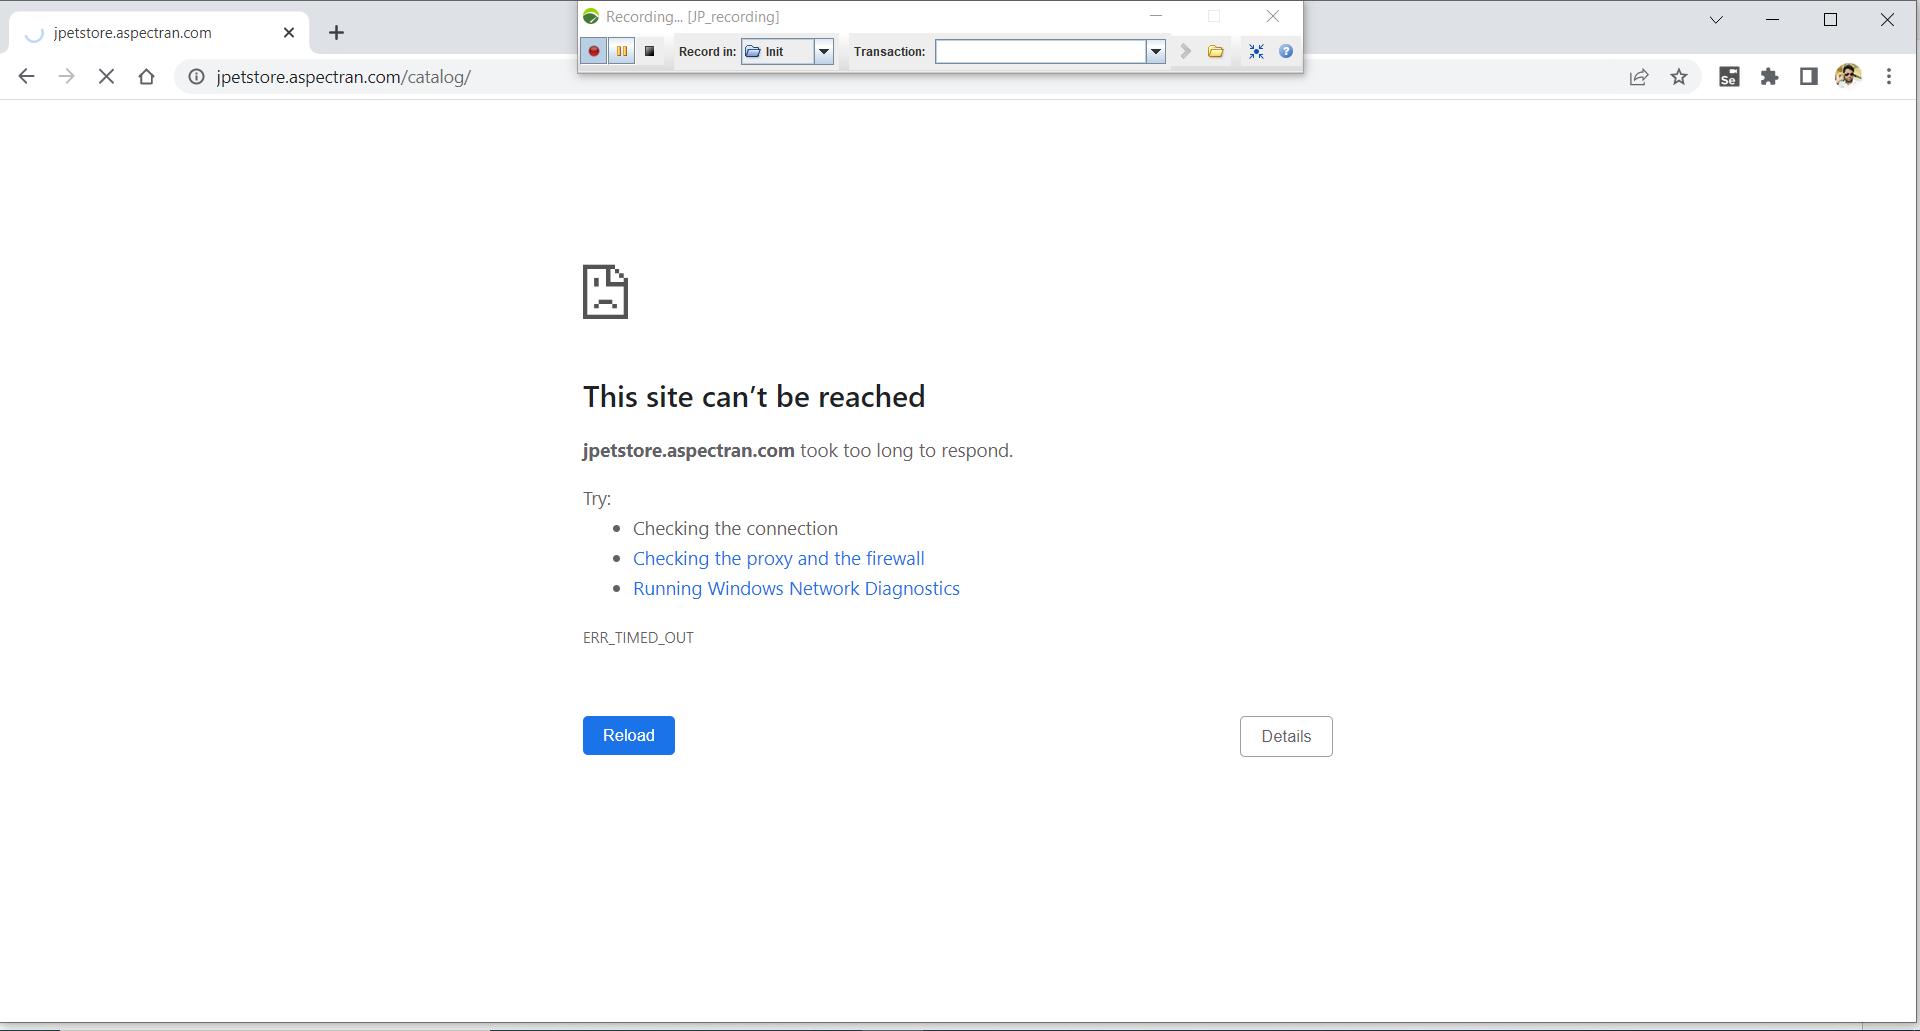 jpetstore.aspectran.com
Recording... [JP_recording]
Record in: Init Transaction:
jpetstore.aspectran.com/catalog/
Se
This site can't be reached
jpetstore.aspectran.com took too long to respond.
Try:
Checking the connection
Checking the proxy and the firewall
Running Windows Network Diagnostics
ERR_TIMED_OUT
Reload
Details